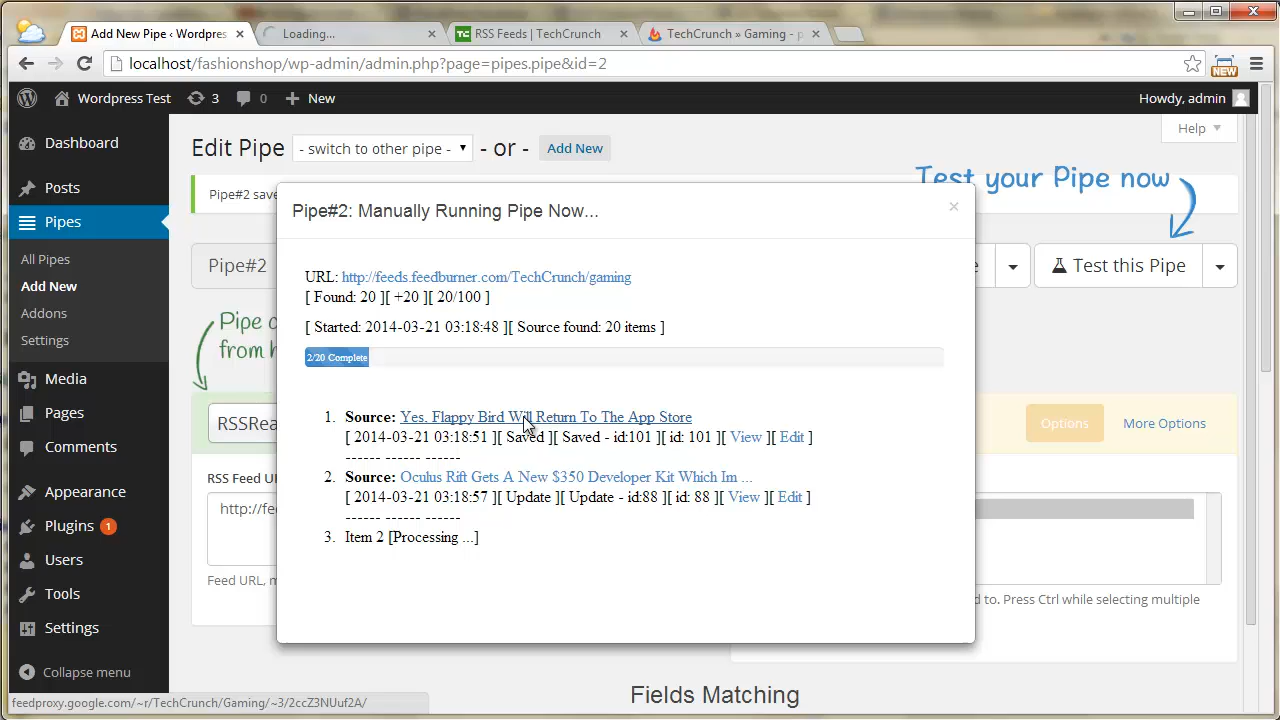 Add New Pipe ‹ Wordpres
Loading...
RSS Feeds | TechCrunch
TechCrunch » Gaming - p
localhost/fashionshop/wp-admin/admin.php?page=pipes.pipe&id=2
NEW
Wordpress Test
3
0
New
Howdy, admin
Dashboard
Posts
Pipes
All Pipes
Add New
Addons
Settings
Media
Pages
Comments
Appearance
Plugins 1
Users
Tools
Settings
Collapse menu
Help
Edit Pipe
- switch to other pipe -
- or -
Add New
Test your Pipe now
Pipe#2 save
Pipe#2
Test this Pipe
Pipe#2: Manually Running Pipe Now...
×
URL: http://feeds.feedburner.com/TechCrunch/gaming
[ Found: 20 ][ +20 ][ 20/100 ]
[ Started: 2014-03-21 03:18:48 ][ Source found: 20 items ]
2/20 Complete
1. Source: Yes. Flappy Bird Will Return To The App Store
[ 2014-03-21 03:18:51 ][ Saved ][ Saved - id:101 ][ id: 101 ][ View ][ Edit ]
------ ------ ------
2. Source: Oculus Rift Gets A New $350 Developer Kit Which Im ...
[ 2014-03-21 03:18:57 ][ Update ][ Update - id:88 ][ id: 88 ][ View ][ Edit ]
------ ------ ------
3. Item 2 [Processing ...]
Pipe
from h
RSSRea
Options
More Options
RSS Feed U
http://fe
Feed URL, m
d to. Press Ctrl while selecting multiple
Fields Matching
feedproxy.google.com/~r/TechCrunch/Gaming/~3/2ccZ3NUuf2A/